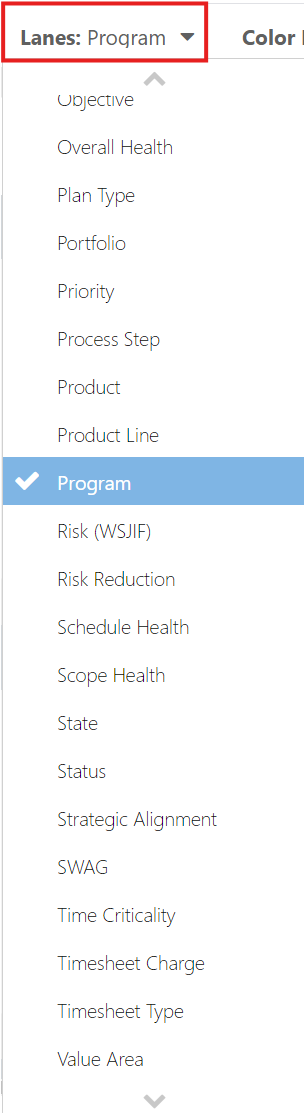 Lanes: Program Color
Objective
Overall Health
Plan Type
Portfolio
Priority
Process Step
Product
Product Line
Program
Risk (WSJIF)
Risk Reduction
Schedule Health
Scope Health
State
Status
Strategic Alignment
SWAG
Time Criticality
Timesheet Charge
Timesheet Type
Value Area